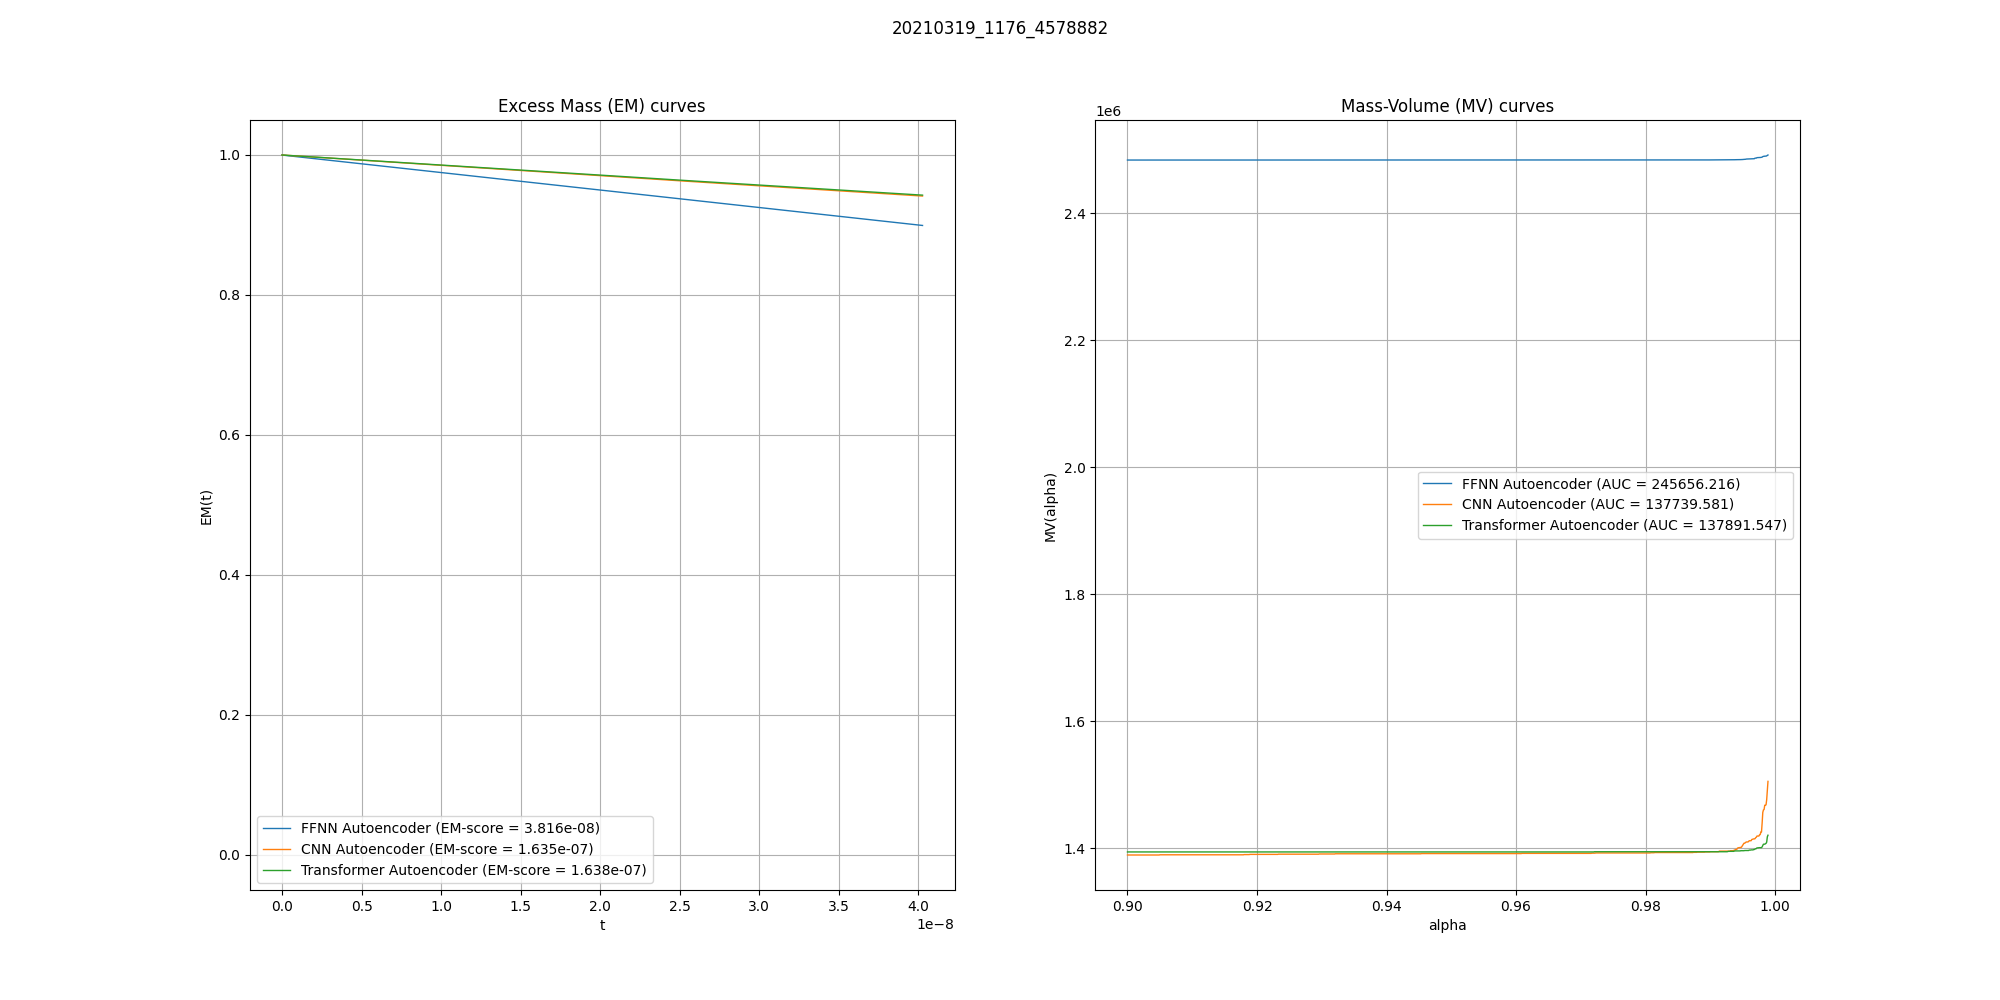 20210319_1176_4578882
Excess Mass (EM) curves
EM(t)
1.0
0.8
0.6
0.4
0.2
0.0
FFNN Autoencoder (EM-score = 3.816e-08)
CNN Autoencoder (EM-score = 1.635e-07)
Transformer Autoencoder (EM-score = 1.638e-07)
0.0 0.5 1.0 1.5 2.0 2.5 3.0 3.5 4.0
1e−8
t
Mass-Volume (MV) curves
1e6
MV(alpha)
2.4
2.2
2.0
1.8
1.6
1.4
FFNN Autoencoder (AUC = 245656.216)
CNN Autoencoder (AUC = 137739.581)
Transformer Autoencoder (AUC = 137891.547)
0.90 0.92 0.94 0.96 0.98 1.00
alpha